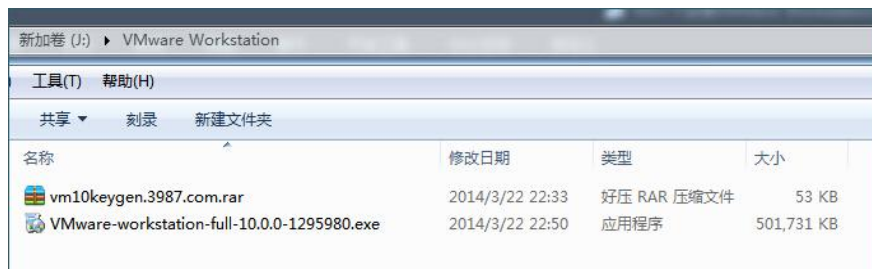 新加卷 (J:) ▸ VMware Workstation
工具(T) 帮助(H)
共享 ▼ 刻录 新建文件夹
名称 修改日期 类型 大小
vm10keygen.3987.com.rar 2014/3/22 22:33 好压 RAR 压缩文件 53 KB
VMware-workstation-full-10.0.0-1295980.exe 2014/3/22 22:50 应用程序 501,731 KB